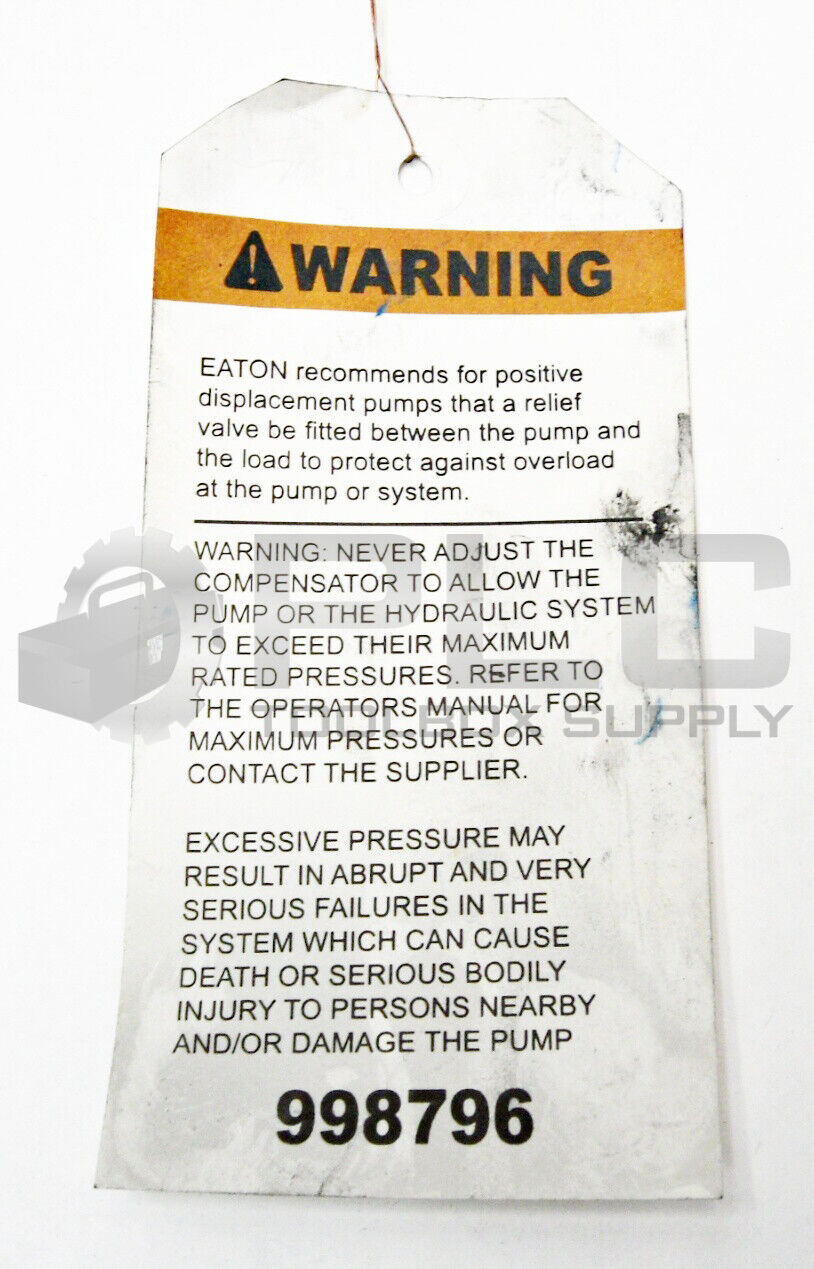 WARNING
EATON recommends for positive
displacement pumps that a relief
valve be fitted between the pump and
the load to protect against overload
at the pump or system.
WARNING: NEVER ADJUST THE
COMPENSATOR TO ALLOW THE
PUMP OR THE HYDRAULIC SYSTEM
TO EXCEED THEIR MAXIMUM
RATED PRESSURES. REFER TO
THE OPERATORS MANUAL FOR
MAXIMUM PRESSURES OR
CONTACT THE SUPPLIER.
EXCESSIVE PRESSURE MAY
RESULT IN ABRUPT AND VERY
SERIOUS FAILURES IN THE
SYSTEM WHICH CAN CAUSE
DEATH OR SERIOUS BODILY
INJURY TO PERSONS NEARBY
AND/OR DAMAGE THE PUMP
998796
PLC
TOOLBOX SUPPLY